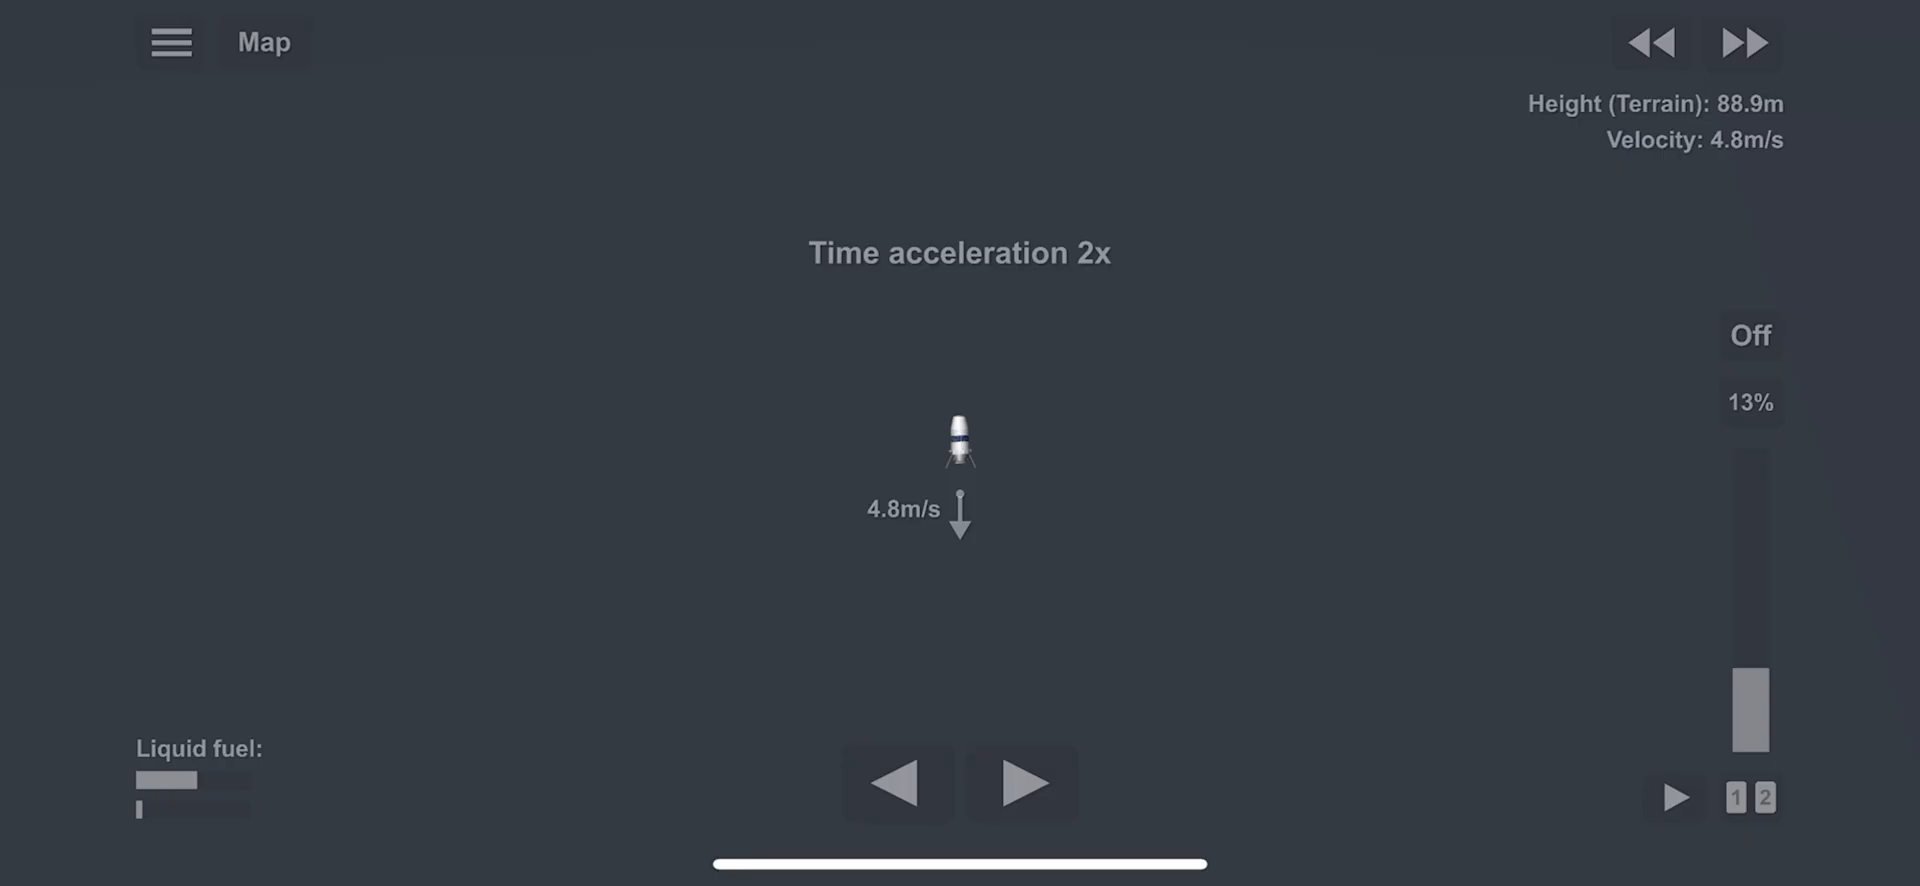 Map
Height (Terrain): 88.9m
Velocity: 4.8m/s
Time acceleration 2x
Off
13%
4.8m/s
Liquid fuel:
1 2